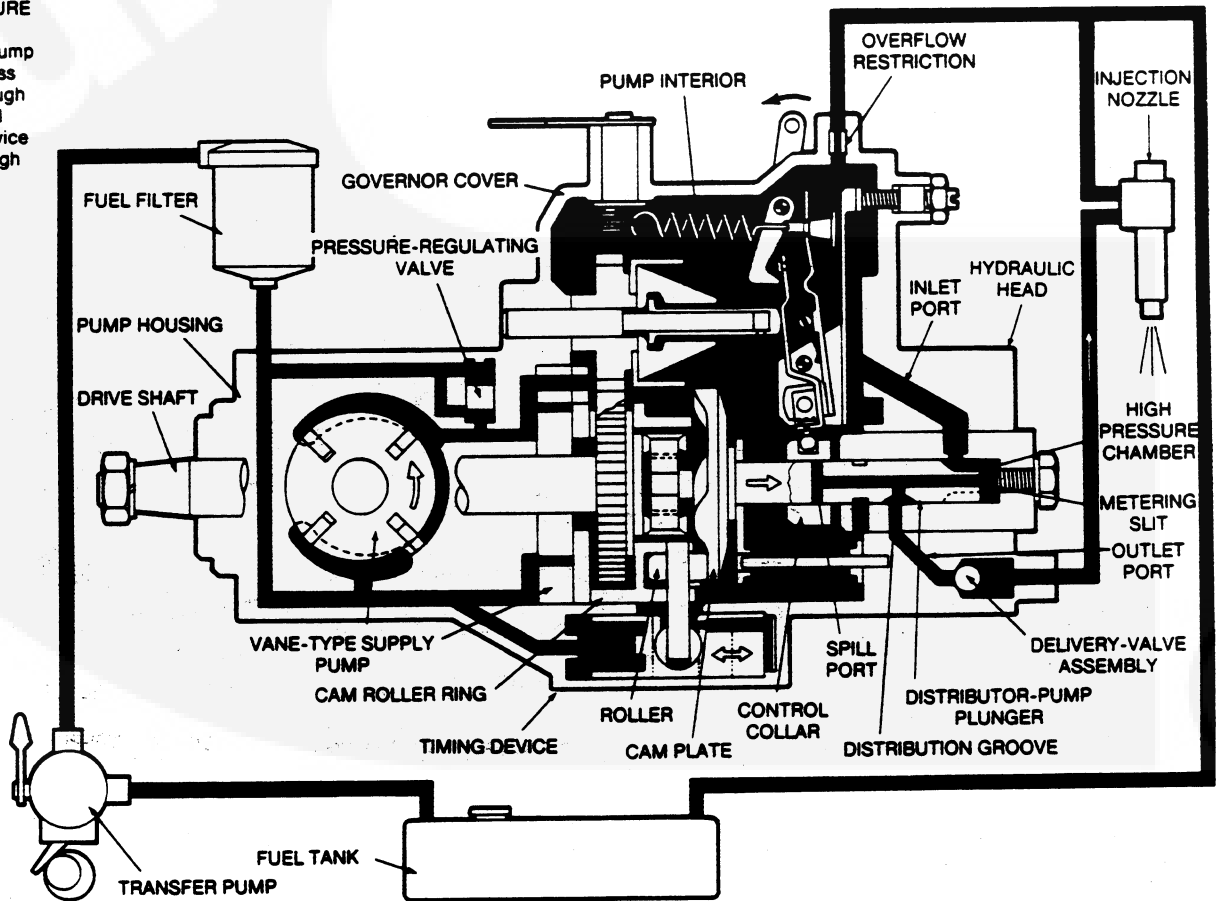 URE
ump
ss
ugh
l
vice
gh
OVERFLOW
RESTRICTION
PUMP INTERIOR
INJECTION
NOZZLE
GOVERNOR COVER
FUEL FILTER
PRESSURE-REGULATING
VALVE
HYDRAULIC
HEAD
INLET
PORT
PUMP HOUSING
DRIVE SHAFT
HIGH
PRESSURE
CHAMBER
METERING
SLIT
OUTLET
PORT
VANE-TYPE SUPPLY
PUMP
CAM ROLLER RING
TIMING DEVICE
ROLLER
CAM PLATE
CONTROL
COLLAR
SPILL
PORT
DELIVERY-VALVE
ASSEMBLY
DISTRIBUTOR-PUMP
PLUNGER
DISTRIBUTION GROOVE
FUEL TANK
TRANSFER PUMP